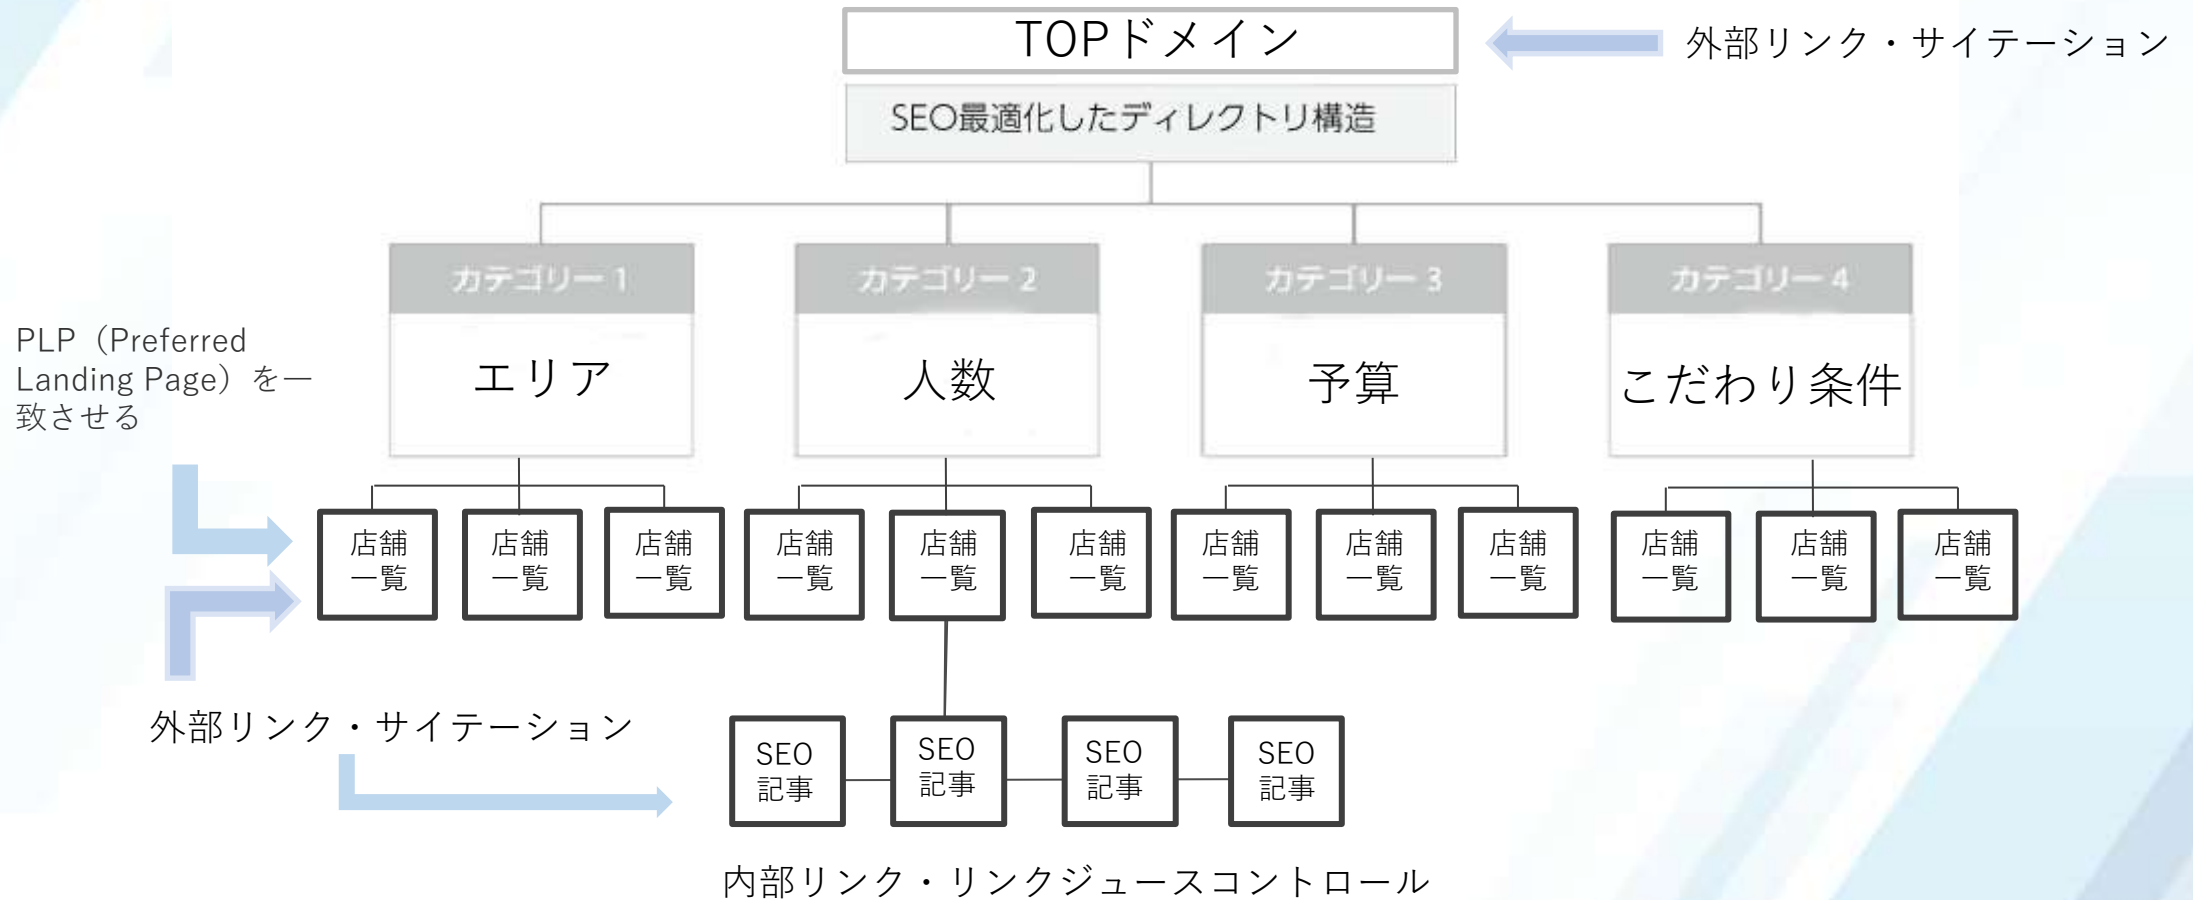 TOPドメイン
外部リンク・サイテーション
SEO最適化したディレクトリ構造
カテゴリー 1
カテゴリー 2
カテゴリー 3
カテゴリー 4
PLP（Preferred
Landing Page）を一
致させる
エリア
人数
予算
こだわり条件
店舗
一覧
店舗
一覧
店舗
一覧
店舗
一覧
店舗
一覧
店舗
一覧
店舗
一覧
店舗
一覧
店舗
一覧
店舗
一覧
店舗
一覧
店舗
一覧
外部リンク・サイテーション
SEO
記事
SEO
記事
SEO
記事
SEO
記事
内部リンク・リンクジュースコントロール